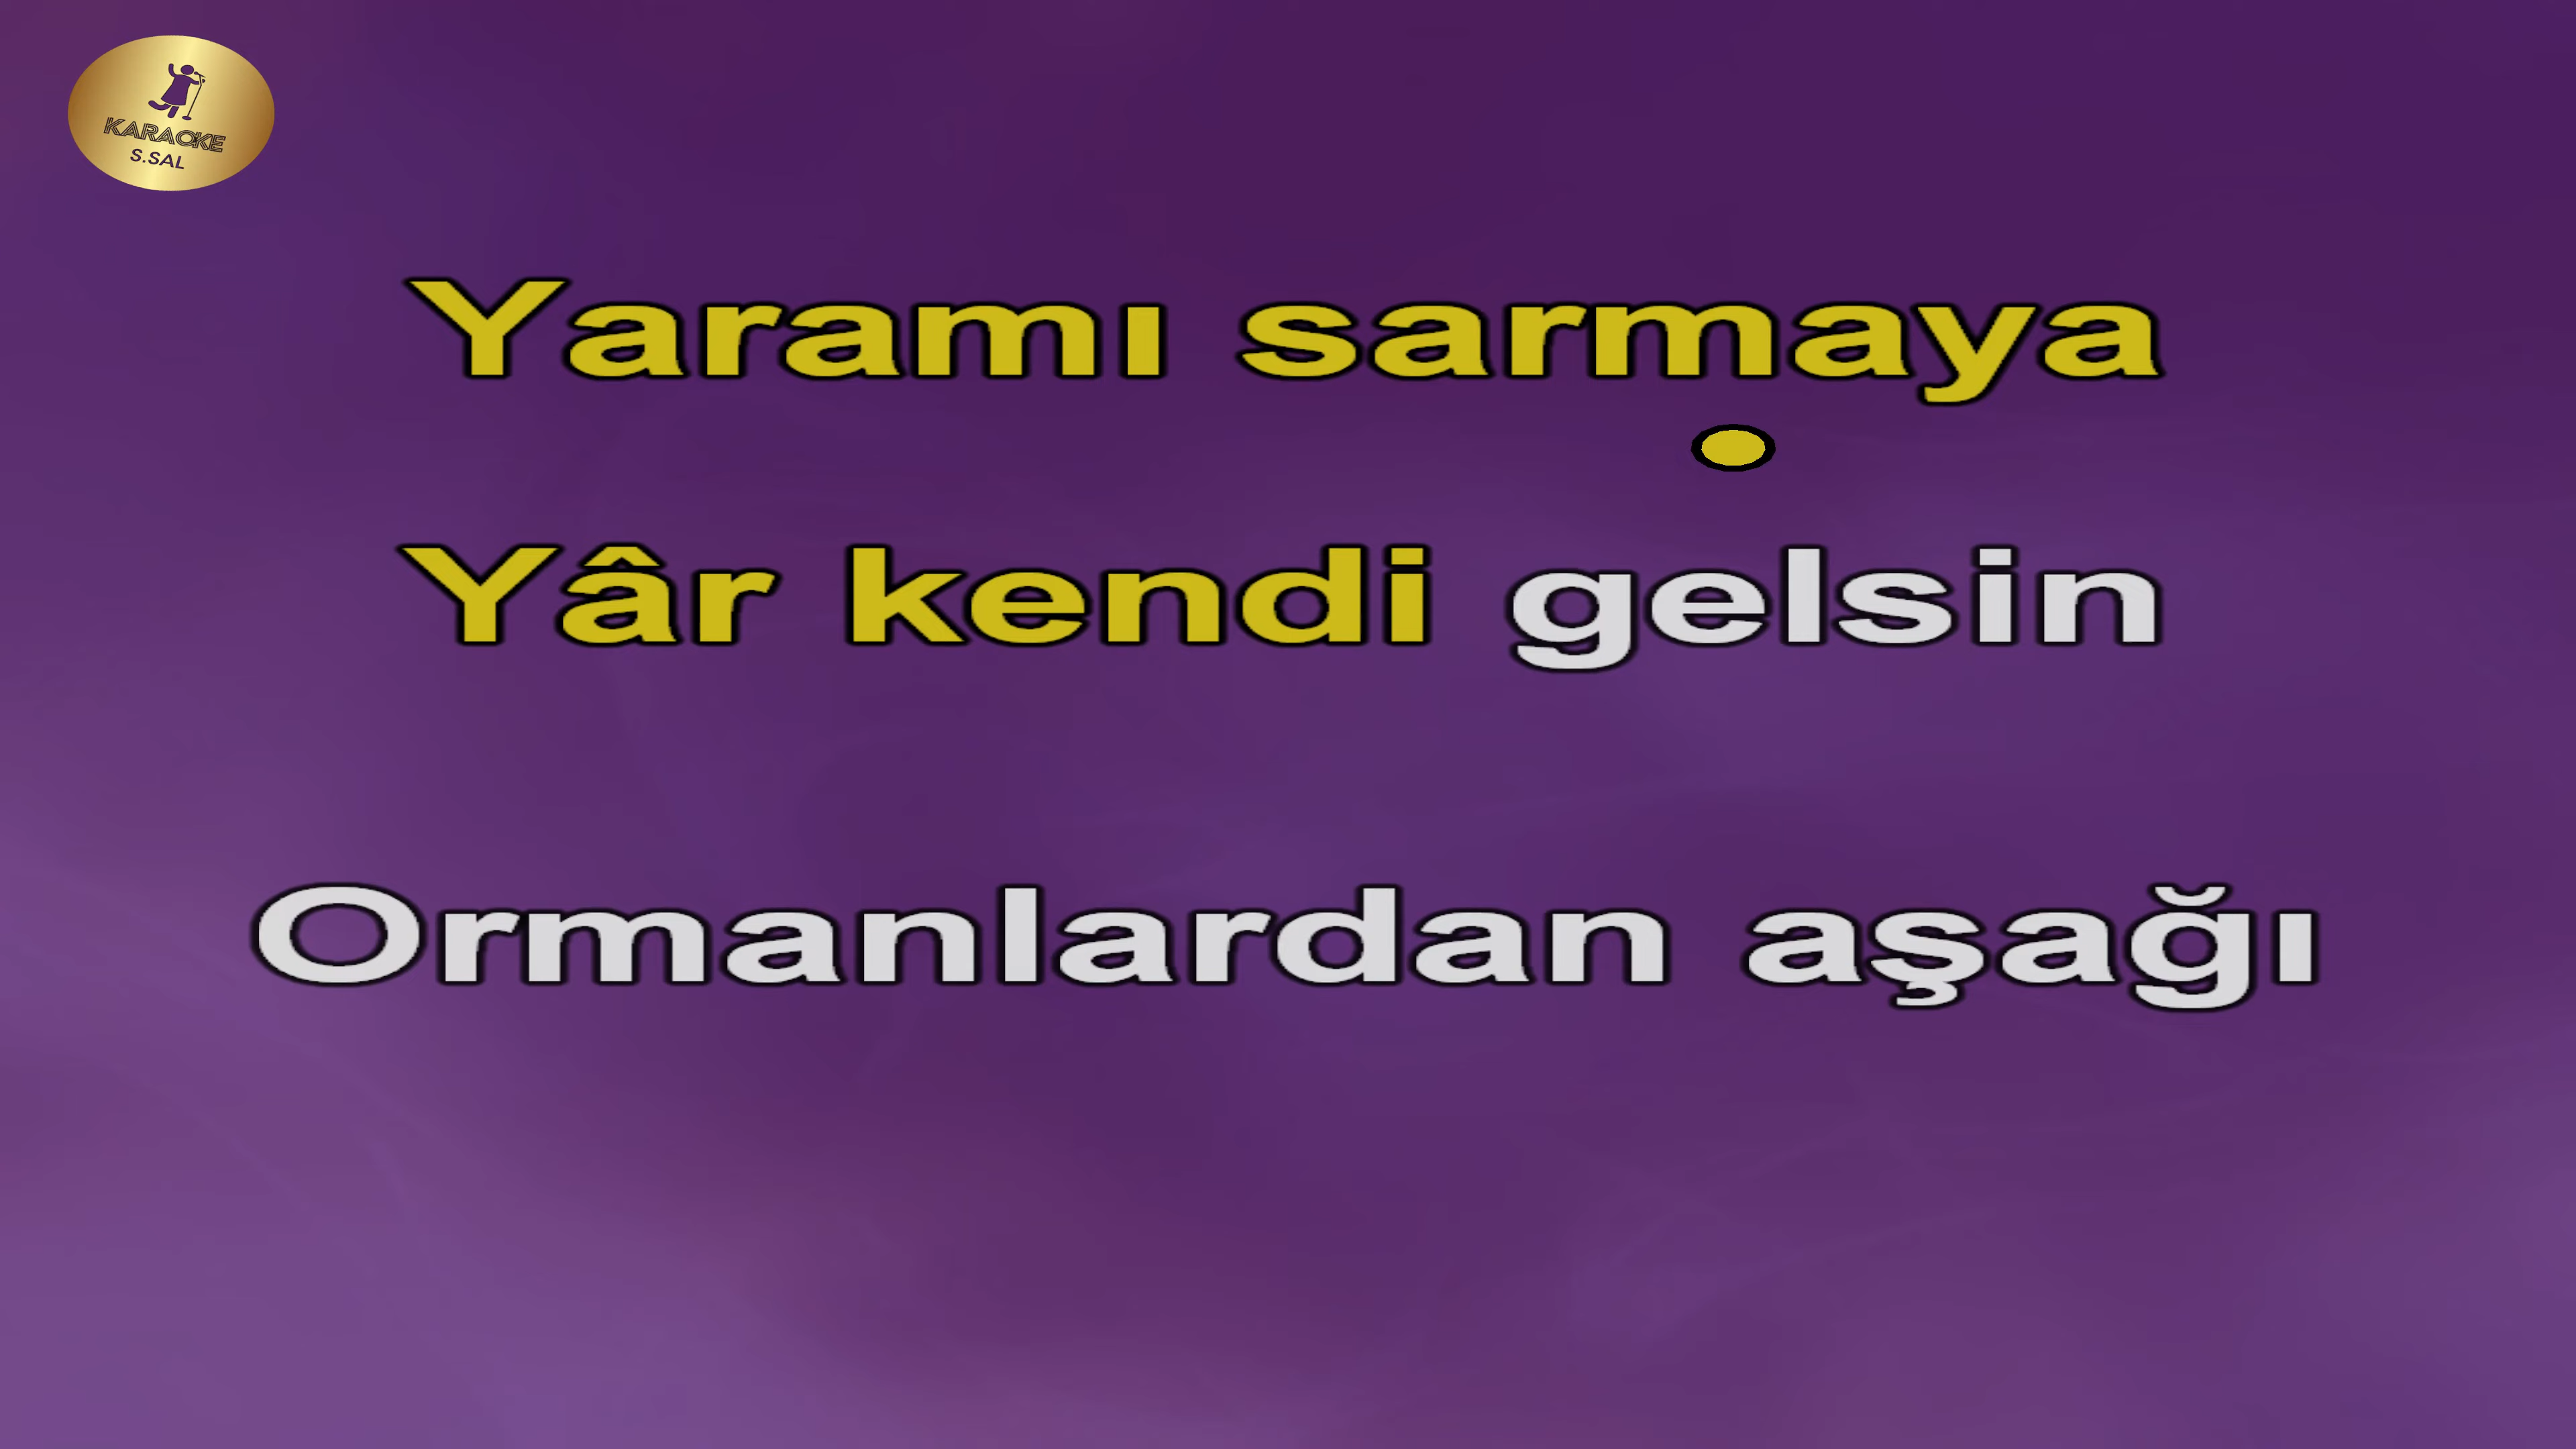 KARAOKE
S.SAL
Yaramı sarmaya
Yâr kendi gelsin
Ormanlardan aşağı